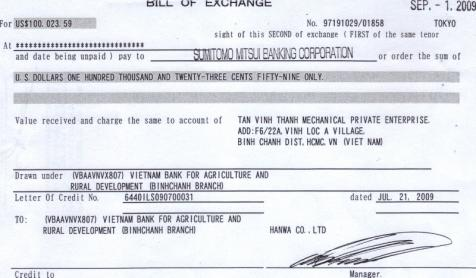 BILL OF EXCHANGE SEP. - 1. 2009
For US$100. 023. 59 No. 97191029/01858 TOKYO
sight of this SECOND of exchange ( FIRST of the same tenor
At ****************************
and date being unpaid ) pay to SUMITOMO MITSUI BANKING CORPORATION or order the sum of
U. S. DOLLARS ONE HUNDRED THOUSAND AND TWENTY-THREE CENTS FIFTY-NINE ONLY.
Value received and charge the same to account of TAN VINH THANH MECHANICAL PRIVATE ENTERPRISE.
ADD:F6/22A, VINH LOC A VILLAGE,
BINH CHANH DIST. HCMC. VN (VIET NAM)
Drawn under (VBAAVNVX807) VIETNAM BANK FOR AGRICULTURE AND
RURAL DEVELOPMENT (BINHCHANH BRANCH)
Letter Of Credit No. 6440ILS090700031 dated JUL. 21, 2009
TO: (VBAAVNVX807) VIETNAM BANK FOR AGRICULTURE AND
RURAL DEVELOPMENT (BINHCHANH BRANCH) HANWA CO. , LTD
Credit to Manager.